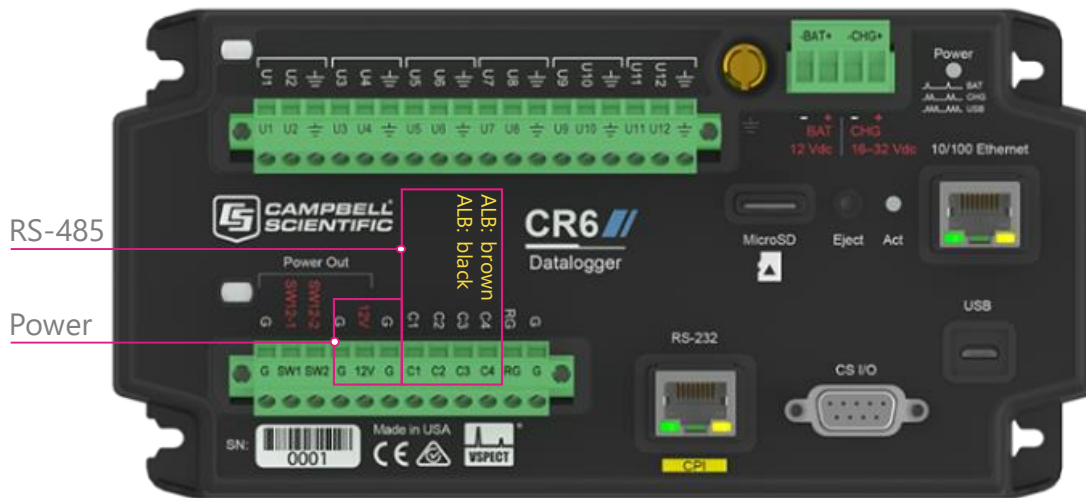 -BAT+ -CHG+
U1 U2 U3 U4 U5 U6 U7 U8 U9 U10 U11 U12
Power
BAT
CHG
USB
U1 U2 U3 U4 U5 U6 U7 U8 U9 U10 U11 U12
- + - +
BAT CHG
12 Vdc 16–32 Vdc
10/100 Ethernet
CAMPBELL
SCIENTIFIC
ALB: brown
ALB: black
CR6
Datalogger
RS-485
MicroSD Eject Act
Power Out
G SW12-1 SW12-2 G 12V G C1 C2 C3 C4 RG G
Power
USB
RS-232
G SW1 SW2 G 12V G C1 C2 C3 C4 RG G
CS I/O
SN:
0001
Made in USA
CE
VSPECT
CPI